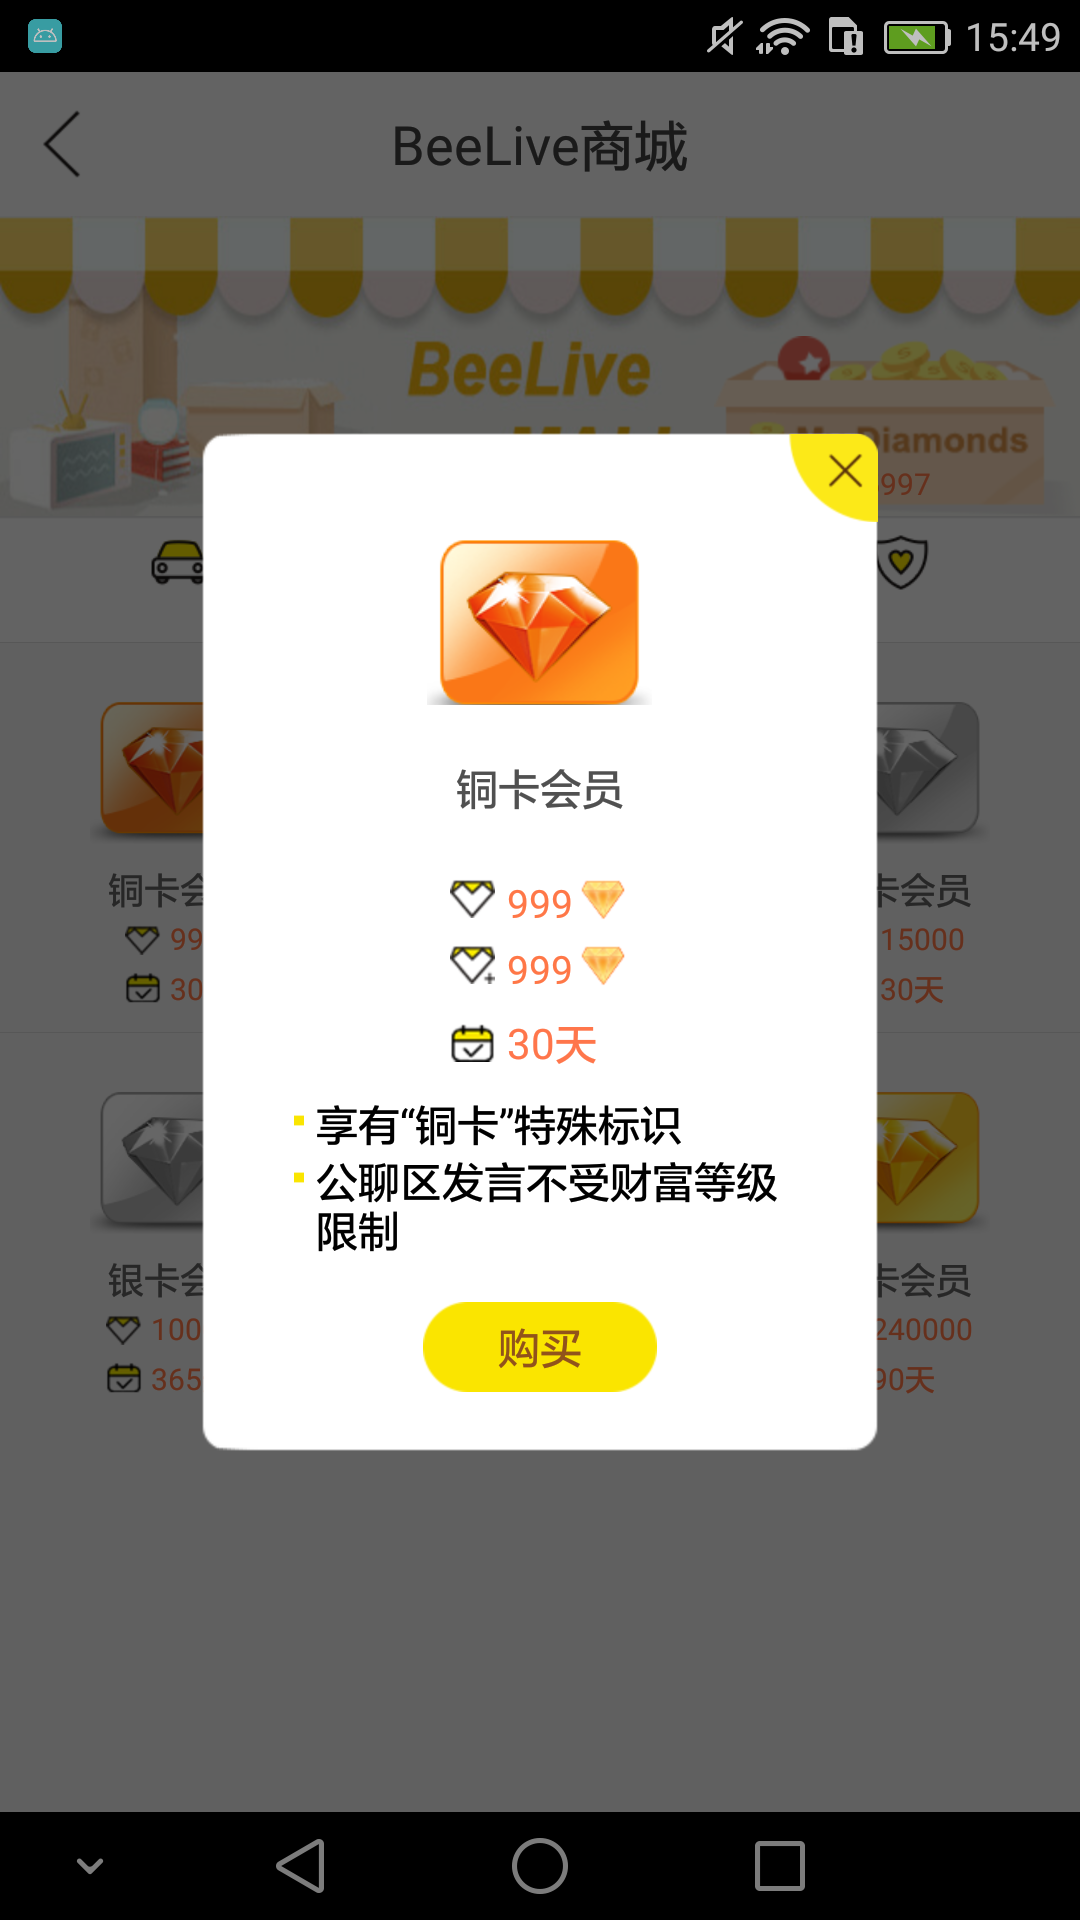 15:49
BeeLive商城
BeeLive
Diamonds
997
铜卡会员
999
999
30天
享有“铜卡”特殊标识
公聊区发言不受财富等级
限制
购买
铜卡会
卡会员
99
15000
30
30天
银卡会
卡会员
100
240000
365
90天